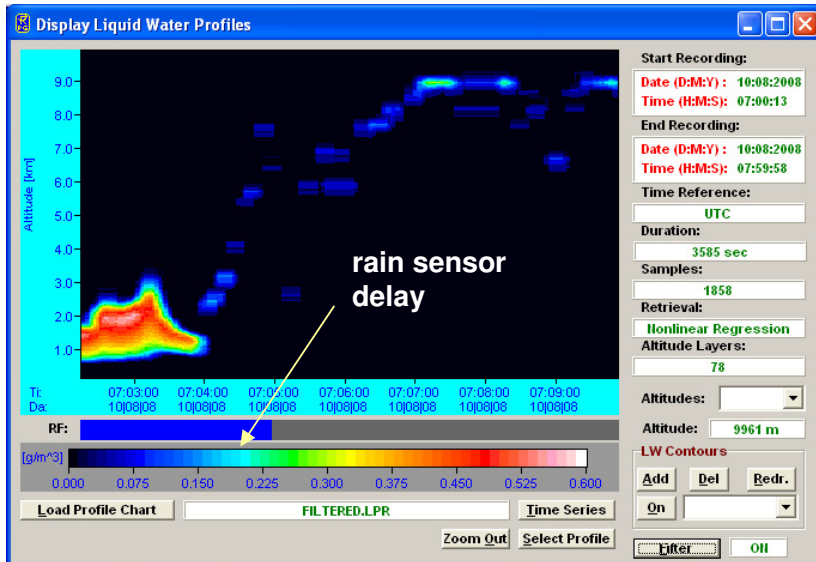 Display Liquid Water Profiles
Altitude [km]
9.0
8.0
7.0
6.0
5.0
4.0
3.0
2.0
1.0
rain sensor
delay
Ti: 07:03:00 07:04:00 07:05:00 07:06:00 07:07:00 07:08:00 07:09:00
Da: 10|08|08 10|08|08 10|08|08 10|08|08 10|08|08 10|08|08 10|08|08
RF:
[g/m^3]
0.000 0.075 0.150 0.225 0.300 0.375 0.450 0.525 0.600
Load Profile Chart FILTERED.LPR Time Series
Zoom Out Select Profile
Start Recording:
Date (D:M:Y) : 10:08:2008
Time (H:M:S): 07:00:13
End Recording:
Date (D:M:Y) : 10:08:2008
Time (H:M:S): 07:59:58
Time Reference:
UTC
Duration:
3585 sec
Samples:
1858
Retrieval:
Nonlinear Regression
Altitude Layers:
78
Altitudes:
Altitude: 9961 m
LW Contours
Add Del Redr.
On
Filter ON